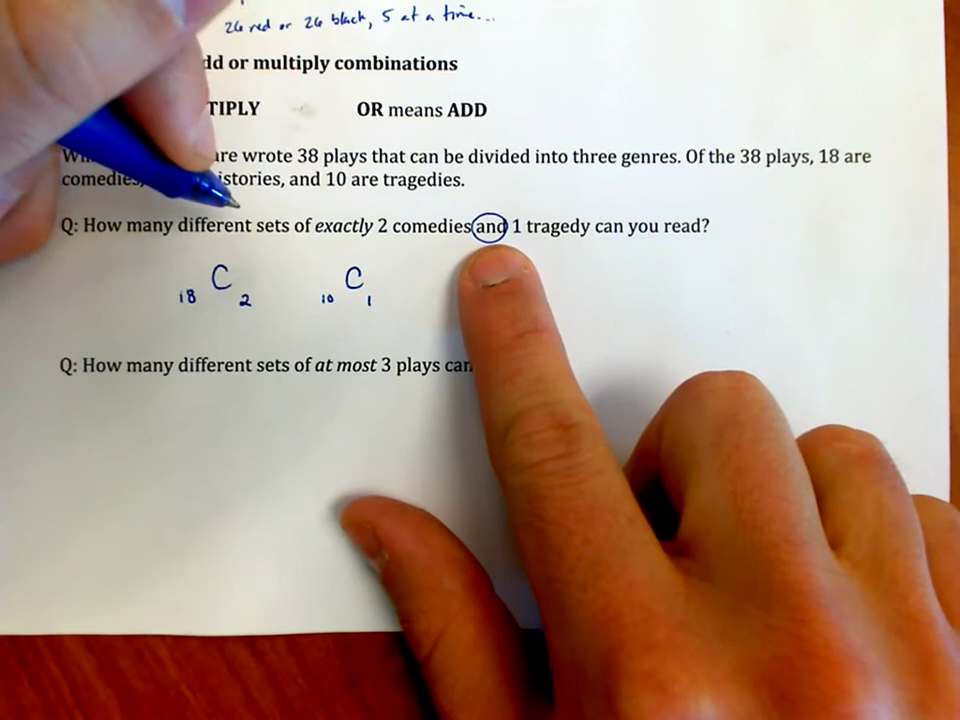 26 red or 26 black, 5 at a time...
dd or multiply combinations
TIPLY OR means ADD
are wrote 38 plays that can be divided into three genres. Of the 38 plays, 18 are
comedies, istories, and 10 are tragedies.
Q: How many different sets of exactly 2 comedies and 1 tragedy can you read?
18 C 2 10 C 1
Q: How many different sets of at most 3 plays can